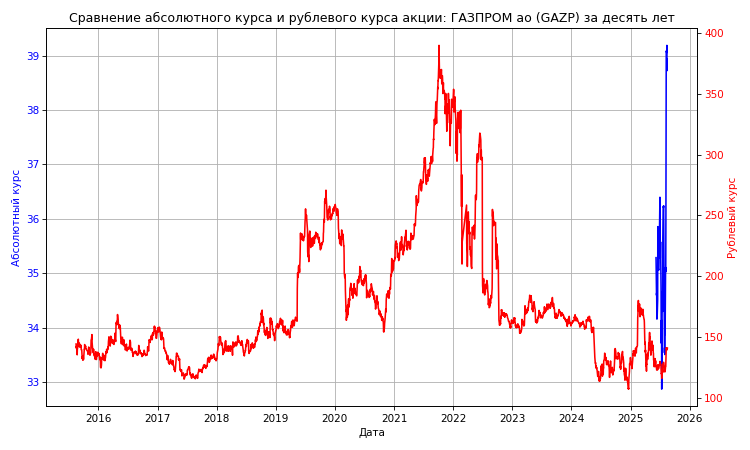 Сравнение абсолютного курса и рублевого курса акции: ГАЗПРОМ ао (GAZP) за десять лет
400
39
350
38
300
37
Абсолютный курс
Рублевый курс
36
250
35
200
34
150
33
100
2016 2017 2018 2019 2020 2021 2022 2023 2024 2025 2026
Дата